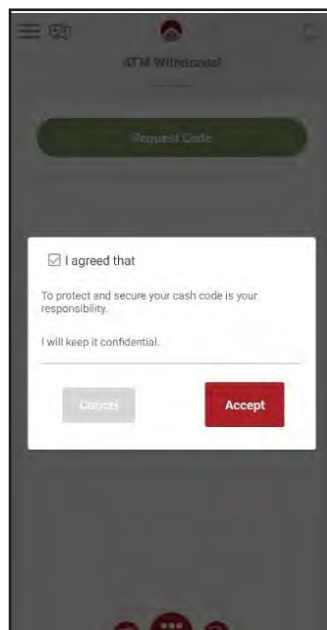 ATM Withdrawal
Request Code
I agreed that
To protect and secure your cash code is your
responsibility.
I will keep it confidential.
Cancel
Accept